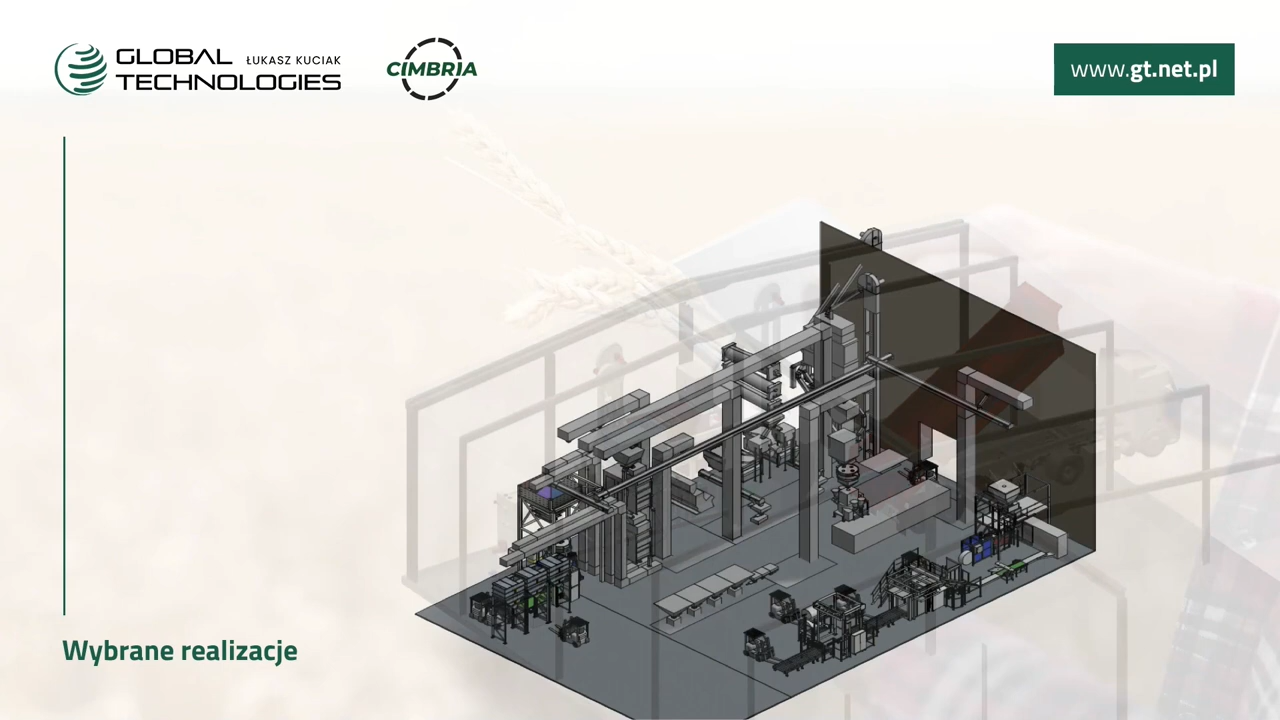 GLOBAL ŁUKASZ KUCIAK
TECHNOLOGIES
CIMBRIA
www.gt.net.pl
Wybrane realizacje